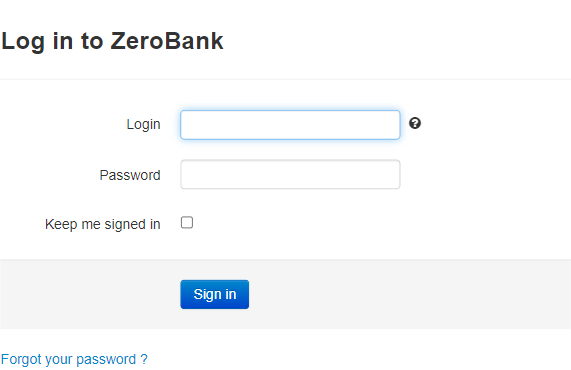 Log in to ZeroBank
Login
Password
Keep me signed in
Sign in
Forgot your password ?